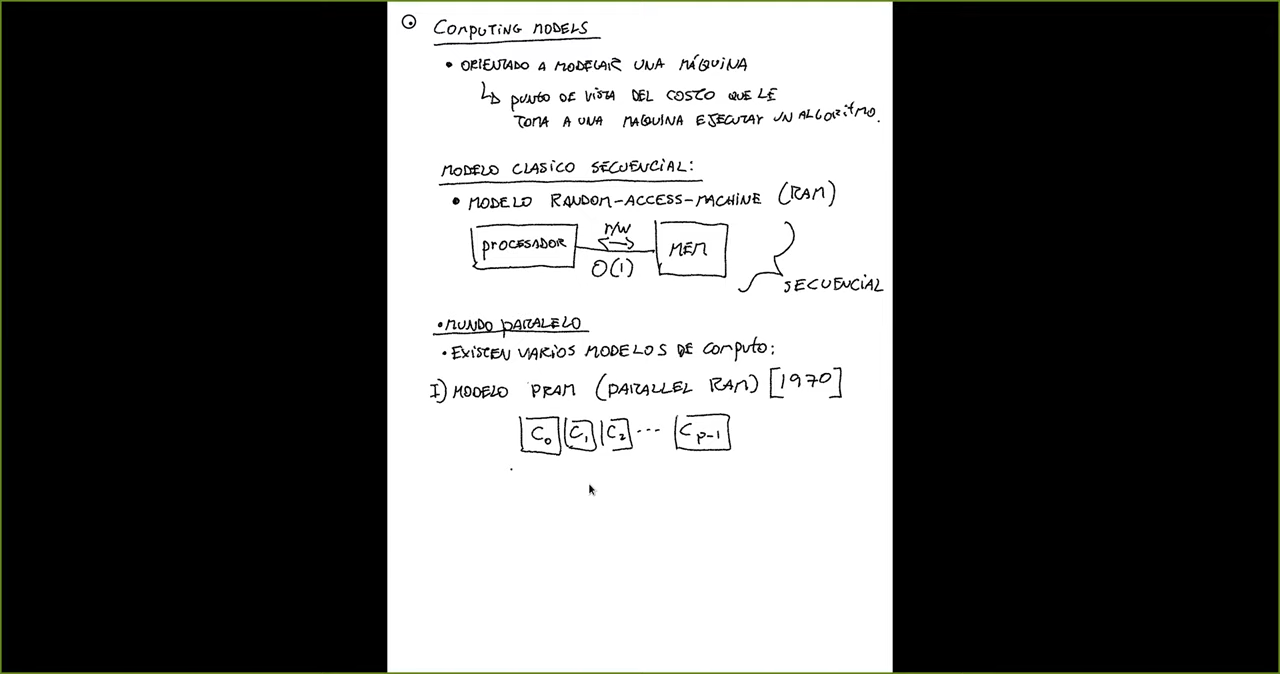 COMPUTING MODELS
• ORIENTADO A MODELAR UNA MÁQUINA
PUNTO DE VISTA DEL COSTO QUE LE
TOMA A UNA MAQUINA EJECUTAR UN ALGORITMO.
MODELO CLASICO SECUENCIAL:
• MODELO RANDOM-ACCESS-MACHINE (RAM)
PROCESADOR r/w MEM
O(1)
SECUENCIAL
• MUNDO PARALELO
• EXISTEN VARIOS MODELOS DE COMPUTO:
I) MODELO PRAM (PARALLEL RAM) [1970]
C₀ C₁ C₂ ... Cₚ₋₁